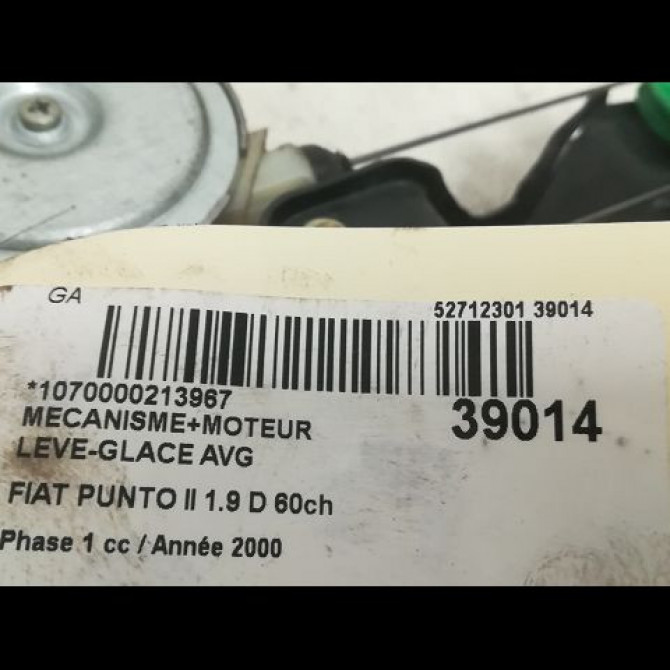 GA
52712301 39014
*1070000213967
39014
MECANISME+MOTEUR
LEVE-GLACE AVG
FIAT PUNTO II 1.9 D 60ch
Phase 1 cc / Année 2000